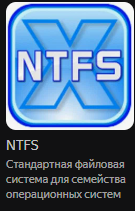 NTFS
X
NTFS
Стандартная файловая
система для семейства
операционных систем